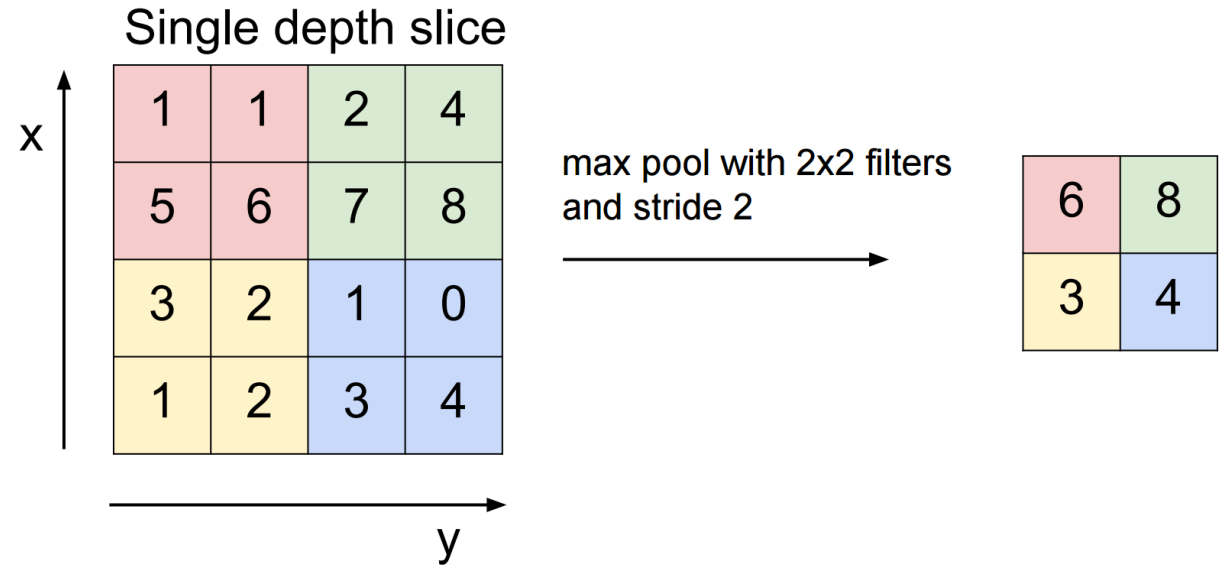 Single depth slice
x
1 1 2 4
5 6 7 8
3 2 1 0
1 2 3 4
y
max pool with 2x2 filters
and stride 2
6 8
3 4